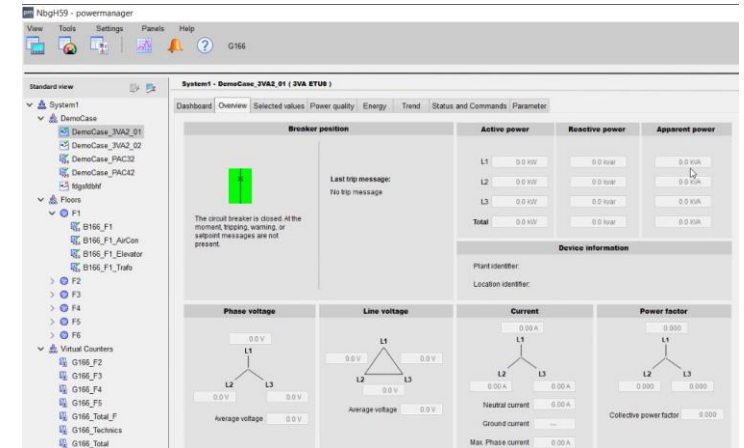 NbgH59 - powermanager
View Tools Settings Panels Help
G166
Standard view
System1
DemoCase
DemoCase_3VA2_01
DemoCase_3VA2_02
DemoCase_PAC32
DemoCase_PAC42
fdgsfdbhf
Floors
F1
B166_F1
B166_F1_AirCon
B166_F1_Elevator
B166_F1_Trafo
F2
F3
F4
F5
F6
Virtual Counters
G166_F2
G166_F3
G166_F4
G166_F5
G166_Total_F
G166_Technics
G166_Total
System1 - DemoCase_3VA2_01 ( 3VA ETU8 )
Dashboard Overview Selected values Power quality Energy Trend Status and Commands Parameter
Breaker position
The circuit breaker is closed. At the
moment, tripping, warning, or
setpoint messages are not
present.
Last trip message:
No trip message
Active power Reactive power Apparent power
L1 0.0 kW 0.0 kvar 0.0 kVA
L2 0.0 kW 0.0 kvar 0.0 kVA
L3 0.0 kW 0.0 kvar 0.0 kVA
Total 0.0 kW 0.0 kvar 0.0 kVA
Device information
Plant identifier:
Location identifier:
Phase voltage
0.0 V
L1
L2 L3
0.0 V 0.0 V
Average voltage 0.0 V
Line voltage
L1
0.0 V 0.0 V
L2 L3
0.0 V
Average voltage 0.0 V
Current
0.00 A
L1
L2 L3
0.00 A 0.00 A
Neutral current 0.00 A
Ground current ---
Max. Phase current 0.00 A
Power factor
0.000
L1
L2 L3
0.000 0.000
Collective power factor 0.000